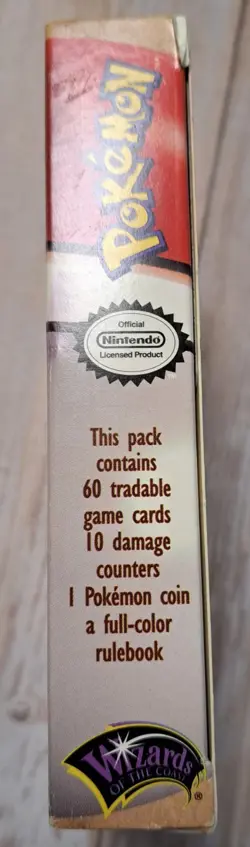 POKéMON
Official
Nintendo
Licensed Product
This pack
contains
60 tradable
game cards
10 damage
counters
1 Pokémon coin
a full-color
rulebook
Wizards
OF THE COAST
®